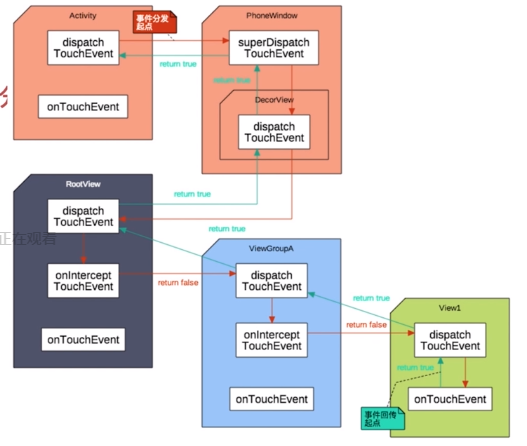 Activity
事件分发
起点
dispatch
TouchEvent
onTouchEvent
return true
PhoneWindow
superDispatch
TouchEvent
return true
DecorView
dispatch
TouchEvent
return true
RootView
dispatch
TouchEvent
正在观看
onIntercept
TouchEvent
return false
onTouchEvent
return true
ViewGroupA
dispatch
TouchEvent
return true
onIntercept
TouchEvent
return false
onTouchEvent
View1
dispatch
TouchEvent
return true
onTouchEvent
事件回传
起点